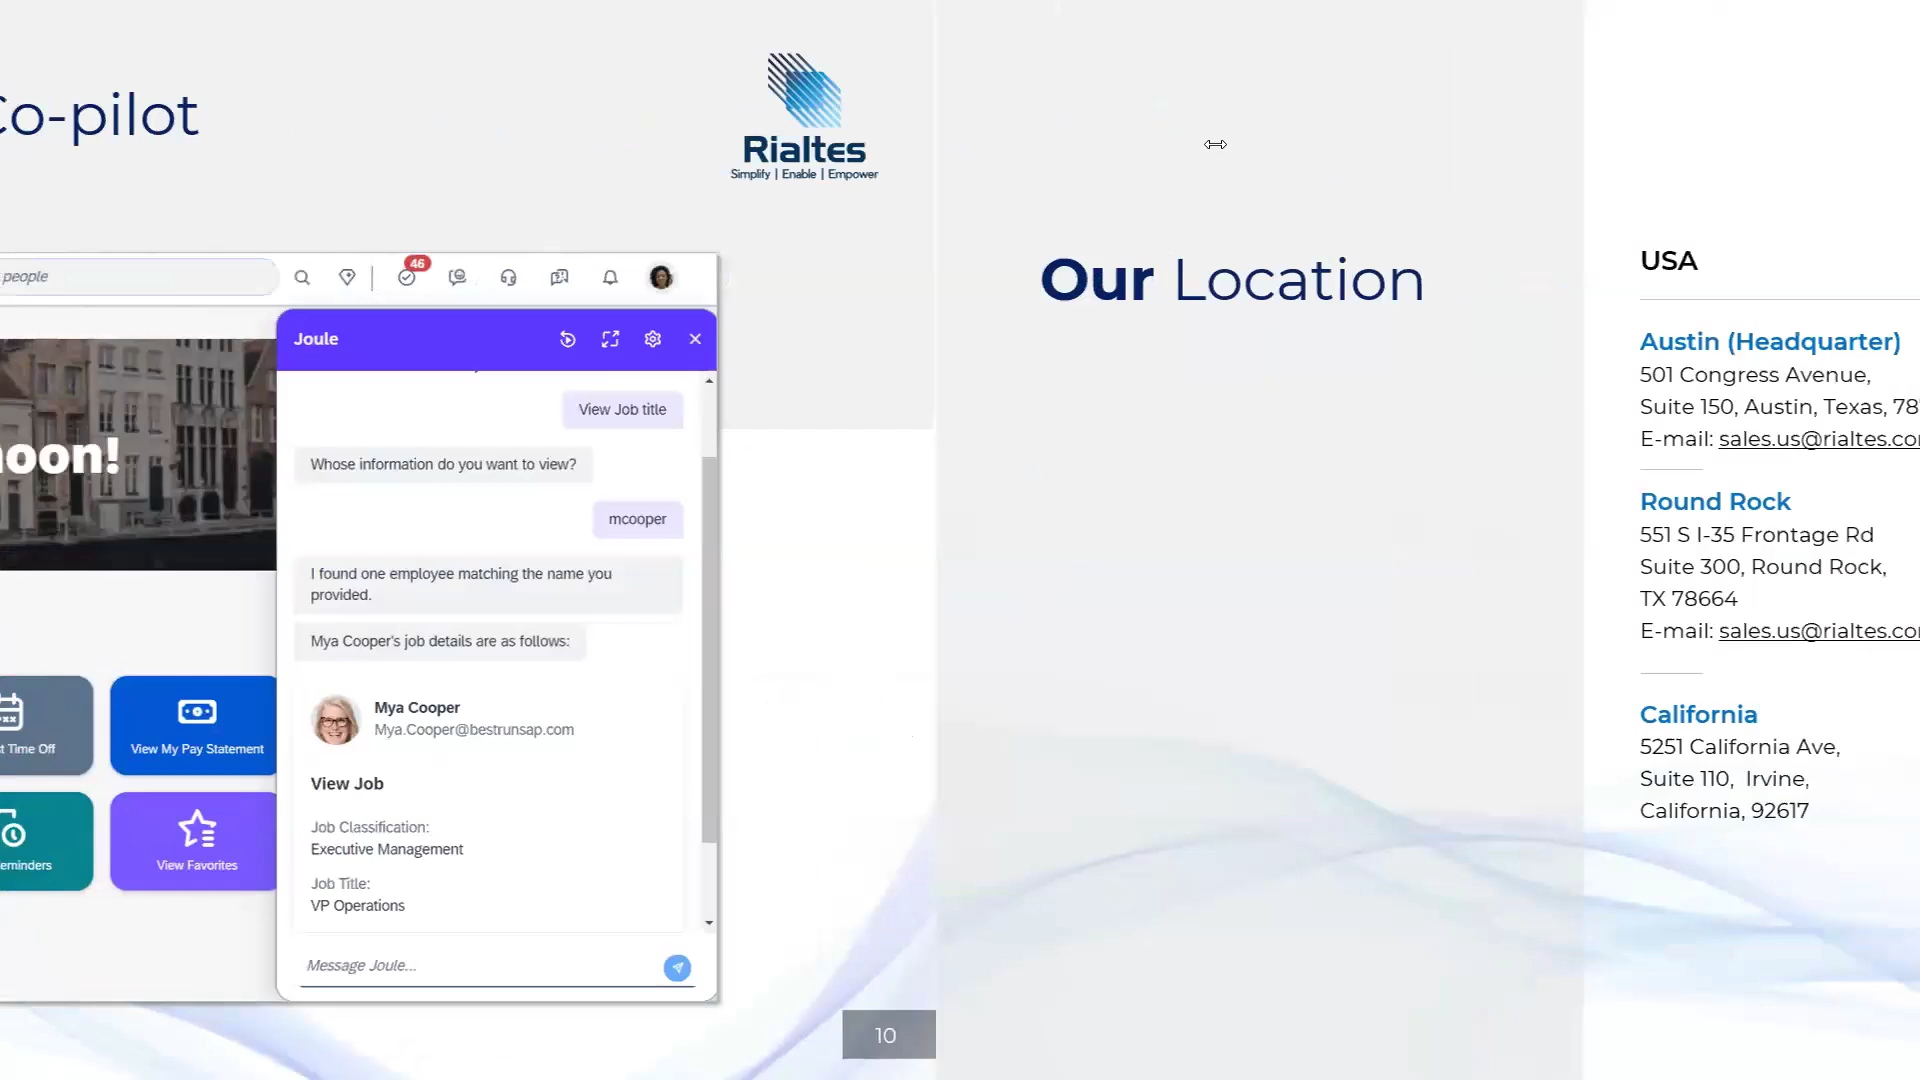 Co-pilot
Rialtes
Simplify | Enable | Empower
people
46
noon!
Joule
View Job title
Whose information do you want to view?
mcooper
I found one employee matching the name you
provided.
Mya Cooper's job details are as follows:
Mya Cooper
Mya.Cooper@bestrunsap.com
View Job
Job Classification:
Executive Management
Job Title:
VP Operations
Message Joule...
t Time Off
View My Pay Statement
eminders
View Favorites
10
Our Location
USA
Austin (Headquarter)
501 Congress Avenue,
Suite 150, Austin, Texas, 78
E-mail: sales.us@rialtes.co
Round Rock
551 S I-35 Frontage Rd
Suite 300, Round Rock,
TX 78664
E-mail: sales.us@rialtes.co
California
5251 California Ave,
Suite 110, Irvine,
California, 92617